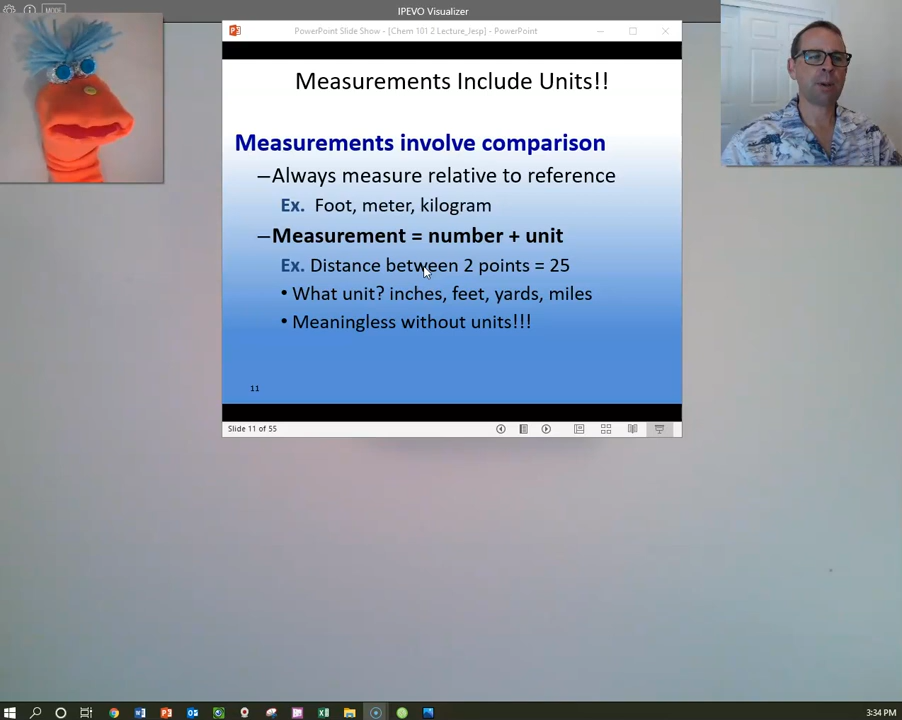 IPEVO Visualizer
MODE
PowerPoint Slide Show - [Chem 101 2 Lecture_Jesp] - PowerPoint
Measurements Include Units!!
Measurements involve comparison
–Always measure relative to reference
Ex. Foot, meter, kilogram
–Measurement = number + unit
Ex. Distance between 2 points = 25
• What unit? inches, feet, yards, miles
• Meaningless without units!!!
11
Slide 11 of 55
3:34 PM